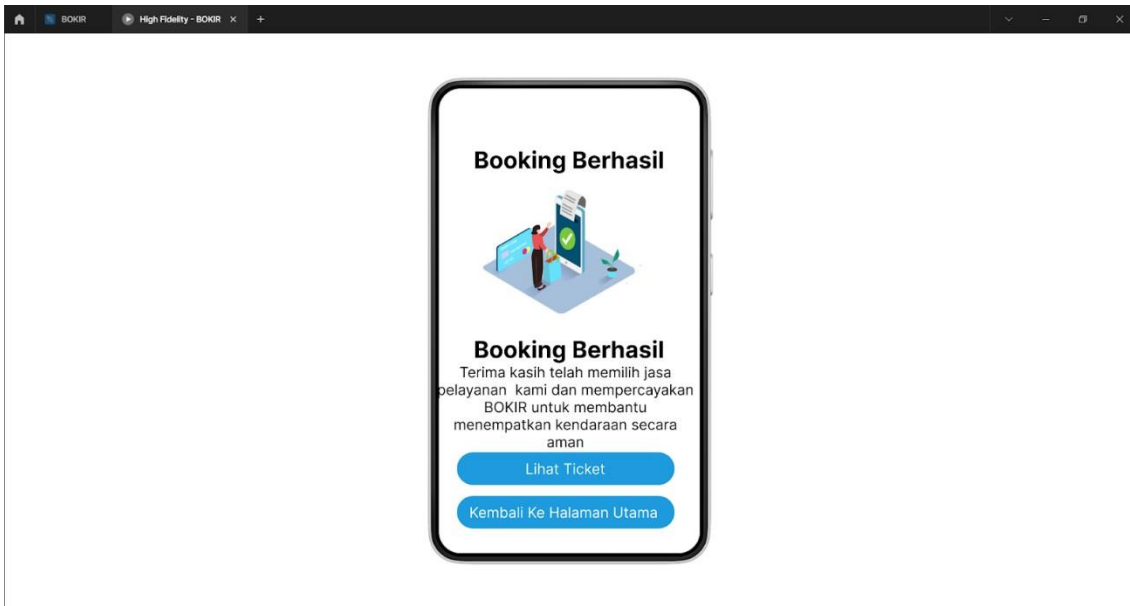 BOKIR
High Fidelity - BOKIR
Booking Berhasil
Booking Berhasil
Terima kasih telah memilih jasa
pelayanan  kami dan mempercayakan
BOKIR untuk membantu
menempatkan kendaraan secara
aman
Lihat Ticket
Kembali Ke Halaman Utama